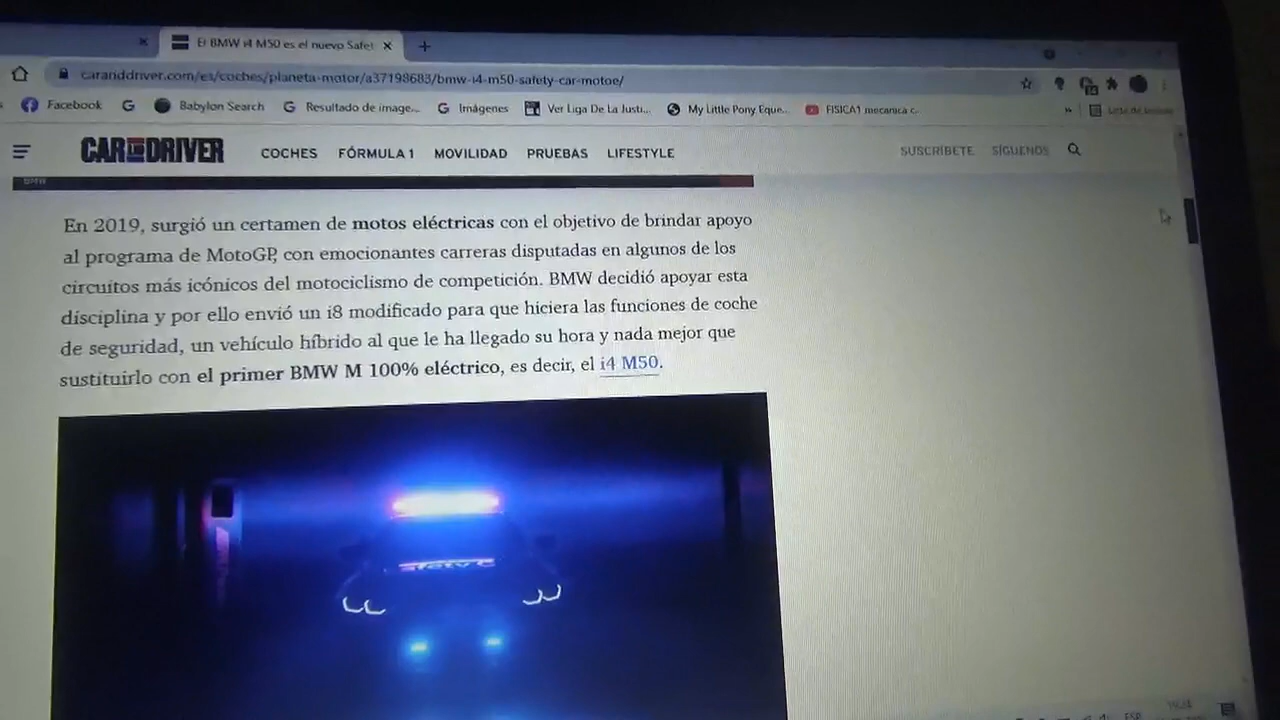 El BMW i4 M50 es el nuevo Safet
caranddriver.com/es/coches/planeta-motor/a37198683/bmw-i4-m50-safety-car-motoe/
Facebook
Babylon Search
Resultado de image...
Imágenes
Ver Liga De La Justi...
My Little Pony Eque...
FISICA1 mecanica c...
CAR AND DRIVER
COCHES FÓRMULA 1 MOVILIDAD PRUEBAS LIFESTYLE SUSCRÍBETE SÍGUENOS
BMW
En 2019, surgió un certamen de motos eléctricas con el objetivo de brindar apoyo
al programa de MotoGP, con emocionantes carreras disputadas en algunos de los
circuitos más icónicos del motociclismo de competición. BMW decidió apoyar esta
disciplina y por ello envió un i8 modificado para que hiciera las funciones de coche
de seguridad, un vehículo híbrido al que le ha llegado su hora y nada mejor que
sustituirlo con el primer BMW M 100% eléctrico, es decir, el i4 M50.
ESP